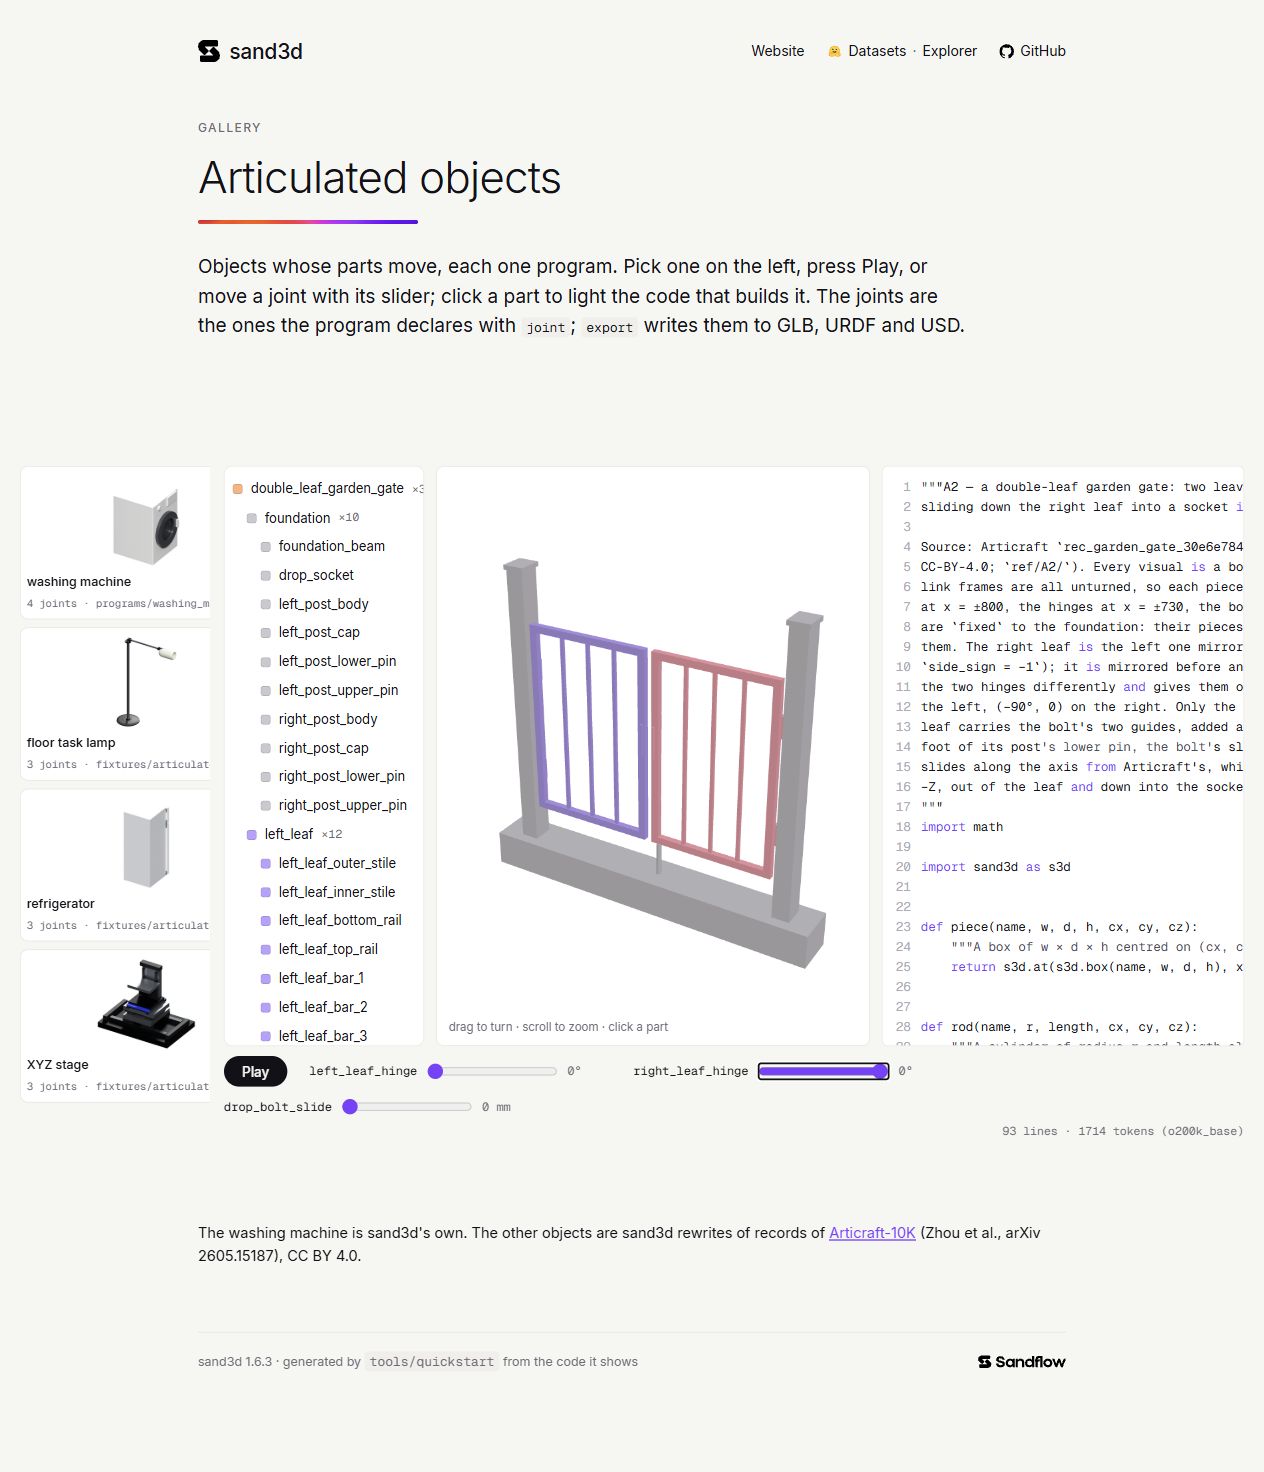 sand3d
Website
Datasets · Explorer
GitHub
GALLERY
Articulated objects
Objects whose parts move, each one program. Pick one on the left, press Play, or
move a joint with its slider; click a part to light the code that builds it. The joints are
the ones the program declares with joint; export writes them to GLB, URDF and USD.
washing machine
4 joints · programs/washing_m
floor task lamp
3 joints · fixtures/articulat
refrigerator
3 joints · fixtures/articulat
XYZ stage
3 joints · fixtures/articulat
double_leaf_garden_gate
foundation ×10
foundation_beam
drop_socket
left_post_body
left_post_cap
left_post_lower_pin
left_post_upper_pin
right_post_body
right_post_cap
right_post_lower_pin
right_post_upper_pin
left_leaf ×12
left_leaf_outer_stile
left_leaf_inner_stile
left_leaf_bottom_rail
left_leaf_top_rail
left_leaf_bar_1
left_leaf_bar_2
left_leaf_bar_3
drag to turn · scroll to zoom · click a part
1 """A2 — a double-leaf garden gate: two leav
2 sliding down the right leaf into a socket i
3
4 Source: Articraft `rec_garden_gate_30e6e784
5 CC-BY-4.0; `ref/A2/`). Every visual is a bo
6 link frames are all unturned, so each piece
7 at x = ±800, the hinges at x = ±730, the bo
8 are `fixed` to the foundation: their pieces
9 them. The right leaf is the left one mirror
10 `side_sign = −1`); it is mirrored before an
11 the two hinges differently and gives them o
12 the left, (−90°, 0) on the right. Only the
13 leaf carries the bolt's two guides, added a
14 foot of its post's lower pin, the bolt's sl
15 slides along the axis from Articraft's, whi
16 −Z, out of the leaf and down into the socke
17 """
18 import math
19
20 import sand3d as s3d
21
22
23 def piece(name, w, d, h, cx, cy, cz):
24 """A box of w × d × h centred on (cx, c
25 return s3d.at(s3d.box(name, w, d, h), x
26
27
28 def rod(name, r, length, cx, cy, cz):
Play
left_leaf_hinge 0°
right_leaf_hinge 0°
drop_bolt_slide 0 mm
93 lines · 1714 tokens (o200k_base)
The washing machine is sand3d's own. The other objects are sand3d rewrites of records of Articraft-10K (Zhou et al., arXiv
2605.15187), CC BY 4.0.
sand3d 1.6.3 · generated by tools/quickstart from the code it shows
Sandflow